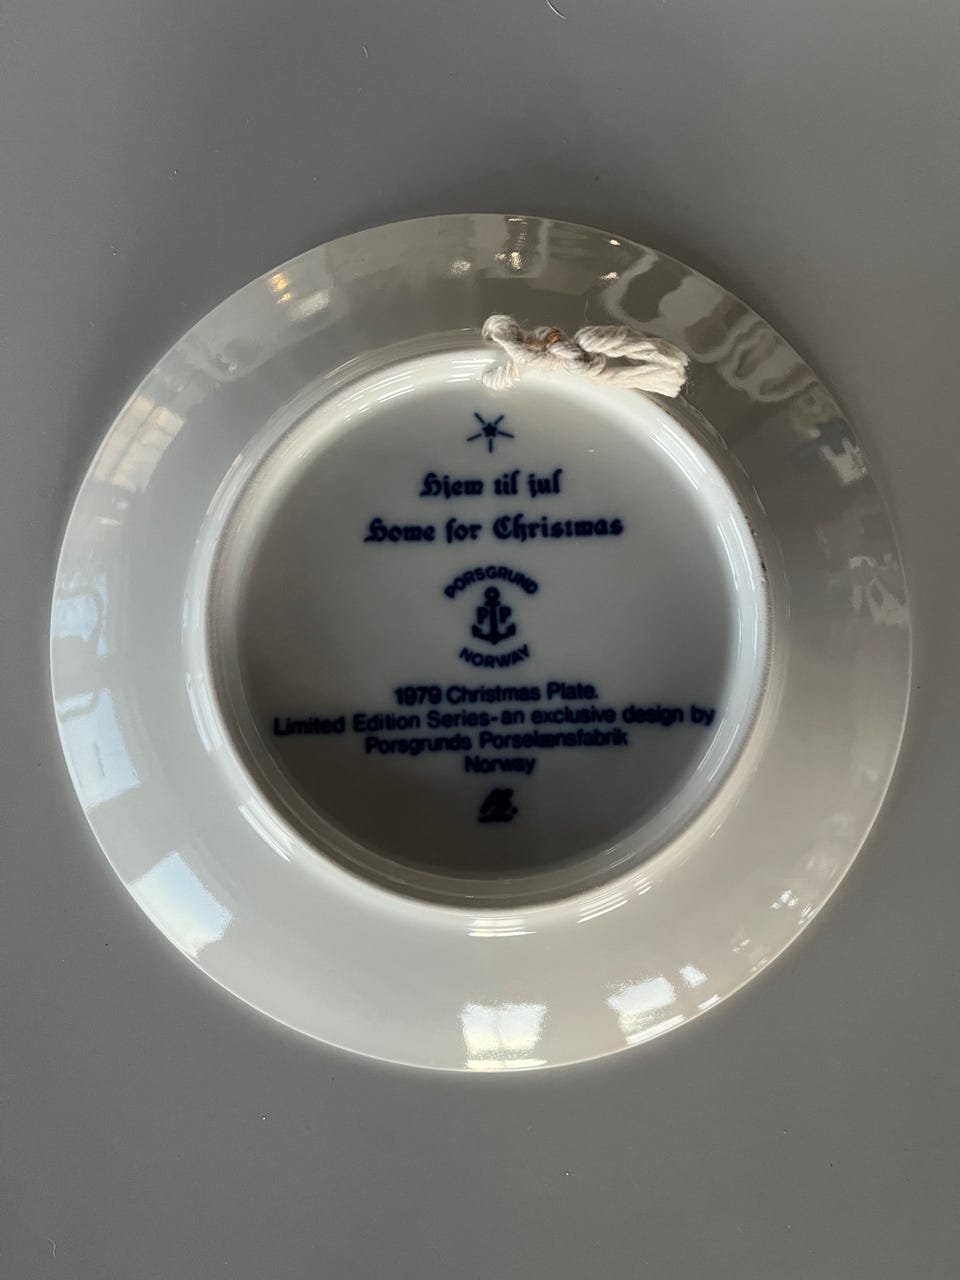 Hjem til jul
Home for Christmas
PORSGRUND
P P
NORWAY
1979 Christmas Plate.
Limited Edition Series-an exclusive design by
Porsgrunds Porselænsfabrik
Norway